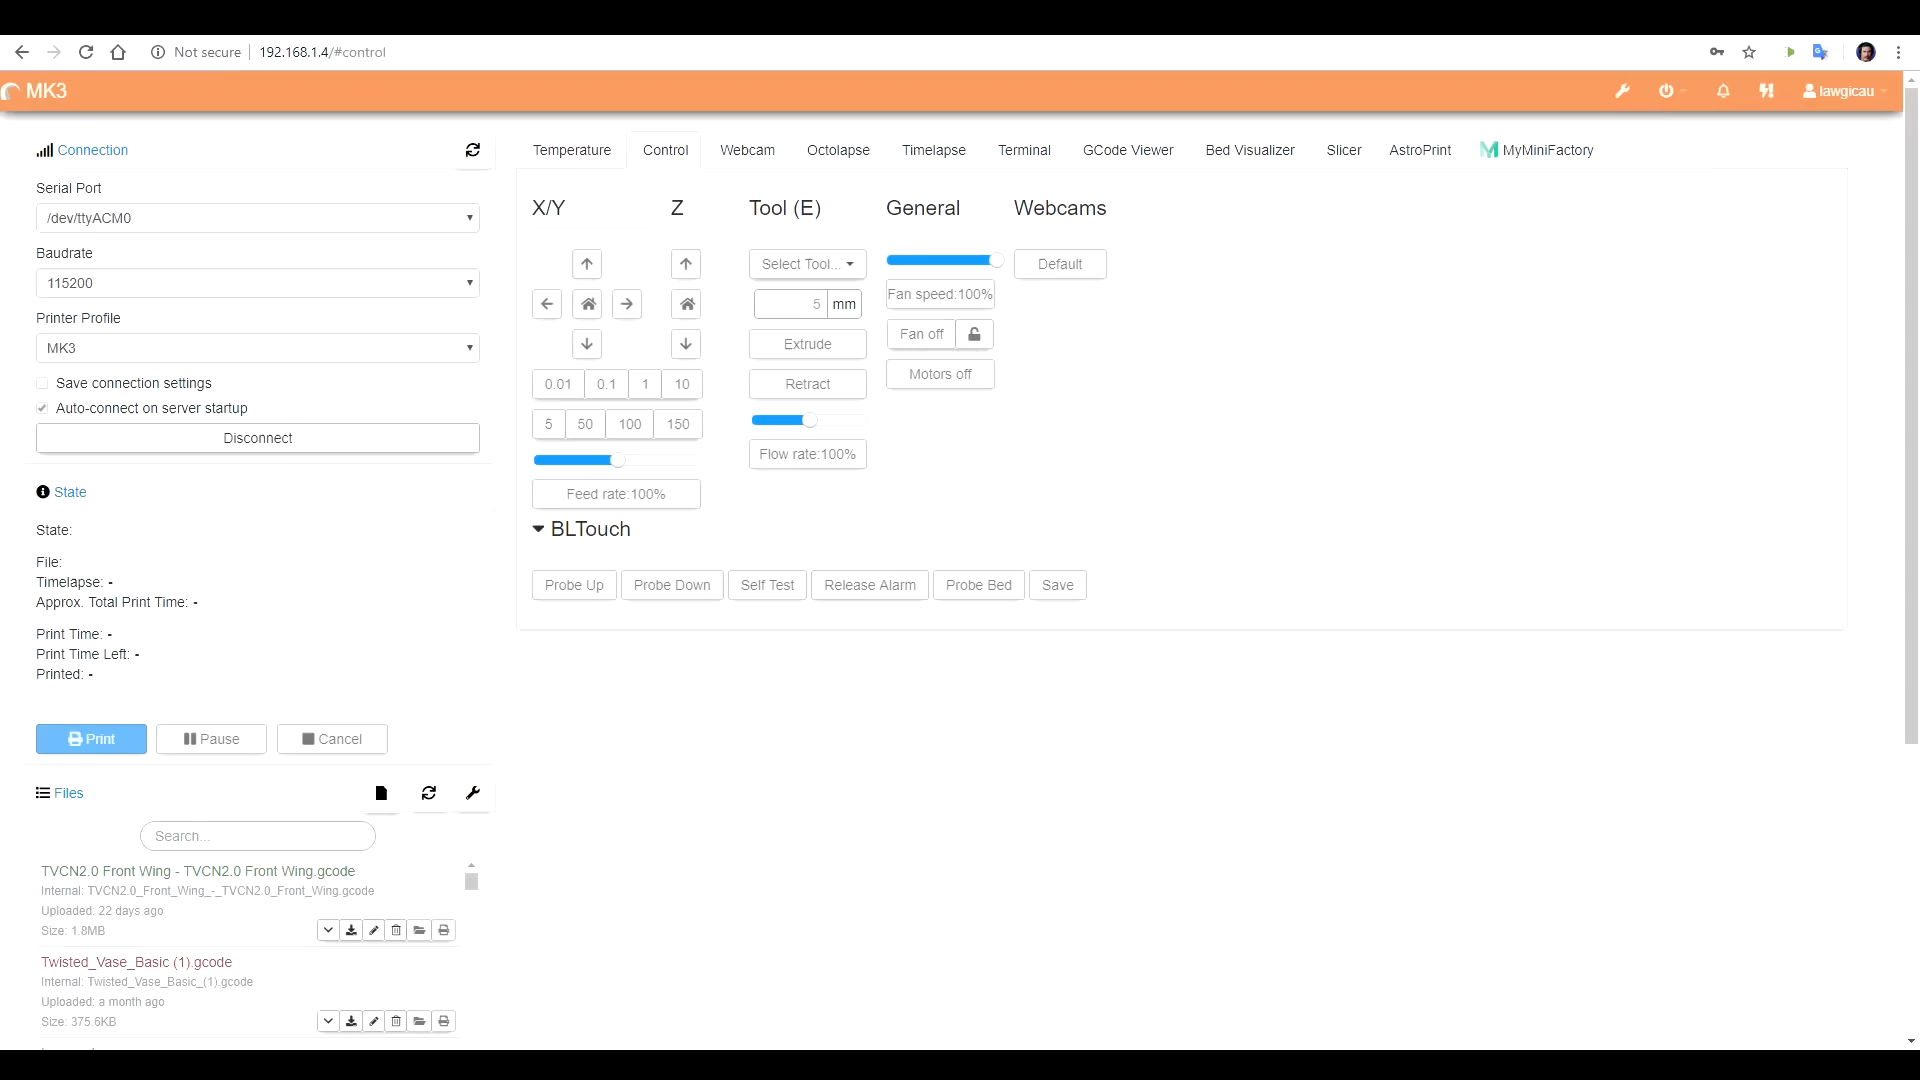 Not secure 192.168.1.4/#control
MK3
lawgicau
Connection
Serial Port
/dev/ttyACM0
Baudrate
115200
Printer Profile
MK3
Save connection settings
Auto-connect on server startup
Disconnect
State
State:
File:
Timelapse: -
Approx. Total Print Time: -
Print Time: -
Print Time Left: -
Printed: -
Print Pause Cancel
Files
Search...
TVCN2.0 Front Wing - TVCN2.0 Front Wing.gcode
Internal: TVCN2.0_Front_Wing_-_TVCN2.0_Front_Wing.gcode
Uploaded: 22 days ago
Size: 1.8MB
Twisted_Vase_Basic (1).gcode
Internal: Twisted_Vase_Basic_(1).gcode
Uploaded: a month ago
Size: 375.6KB
Temperature Control Webcam Octolapse Timelapse Terminal GCode Viewer Bed Visualizer Slicer AstroPrint MyMiniFactory
X/Y Z Tool (E) General Webcams
Select Tool... Default
5 mm Fan speed:100%
Extrude Fan off
Retract Motors off
0.01 0.1 1 10
5 50 100 150
Flow rate:100%
Feed rate:100%
BLTouch
Probe Up Probe Down Self Test Release Alarm Probe Bed Save